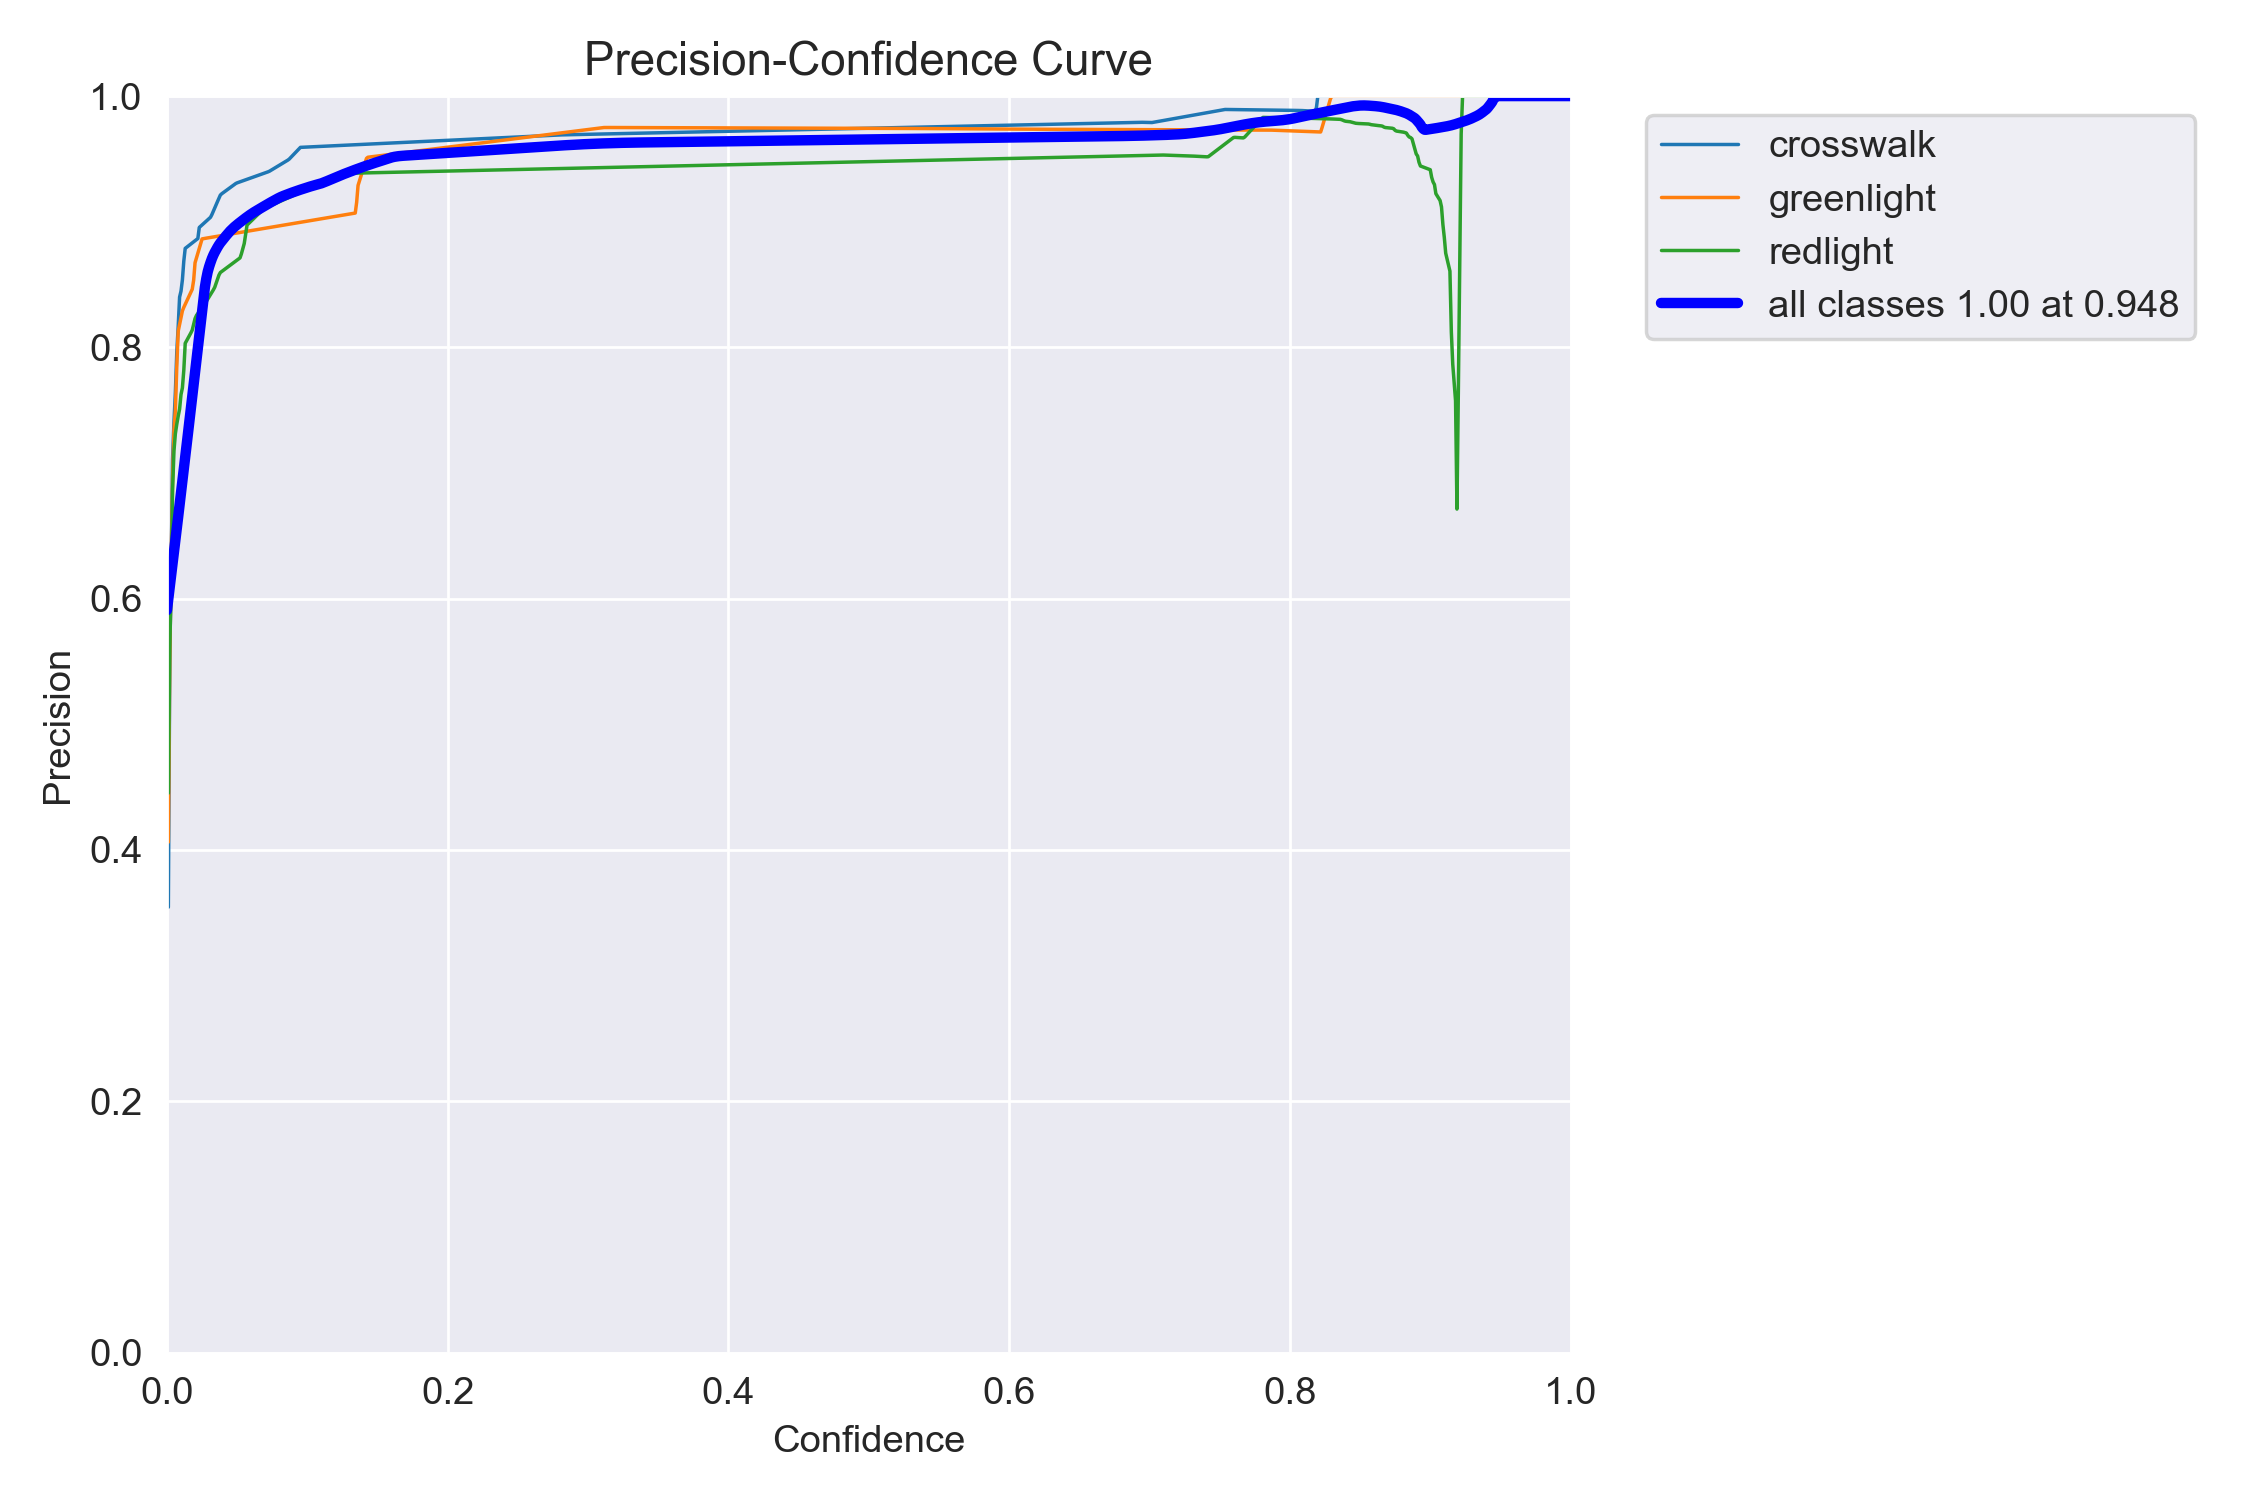 Precision-Confidence Curve
1.0
0.8
0.6
0.4
0.2
0.0
Precision
0.0 0.2 0.4 0.6 0.8 1.0
Confidence
crosswalk
greenlight
redlight
all classes 1.00 at 0.948